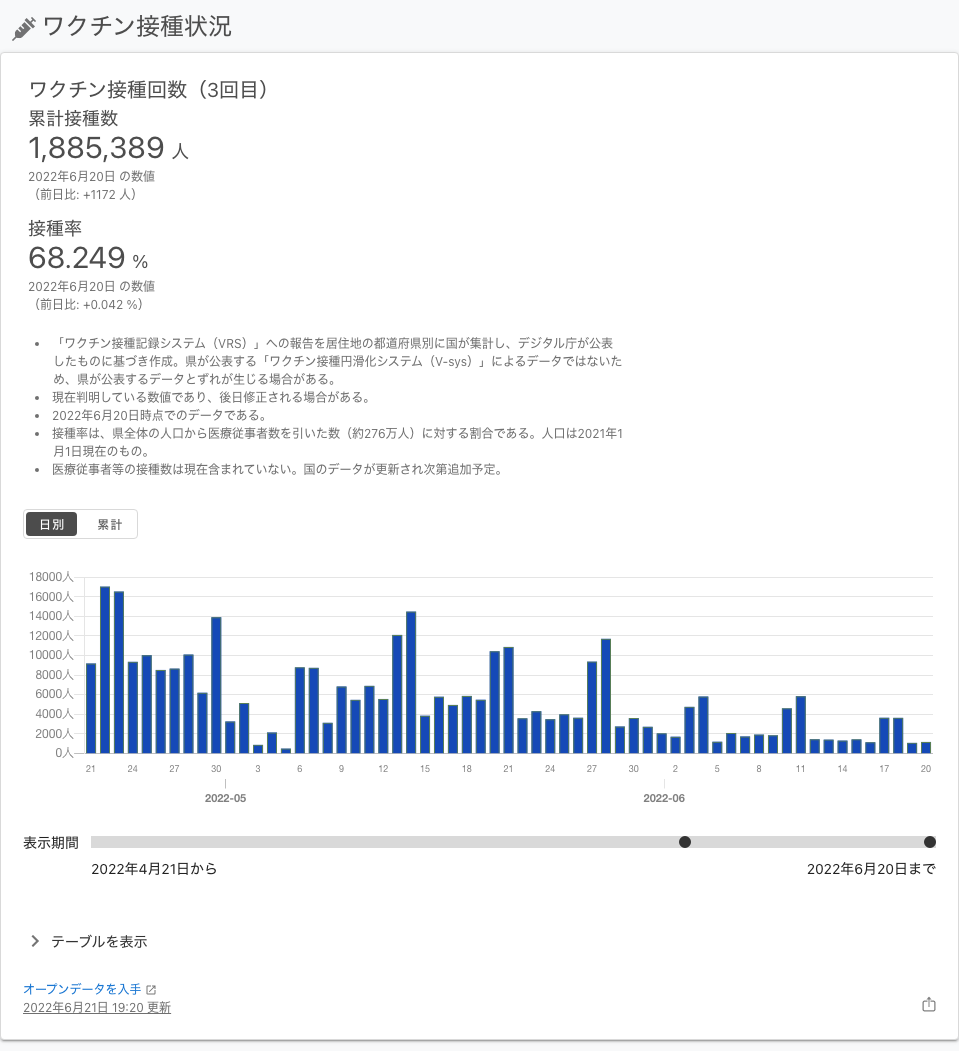 ワクチン接種状況
ワクチン接種回数（3回目）
累計接種数
1,885,389 人
2022年6月20日 の数値
（前日比: +1172 人）
接種率
68.249 %
2022年6月20日 の数値
（前日比: +0.042 %）
• 「ワクチン接種記録システム（VRS）」への報告を居住地の都道府県別に国が集計し、デジタル庁が公表
したものに基づき作成。県が公表する「ワクチン接種円滑化システム（V-sys）」によるデータではないた
め、県が公表するデータとずれが生じる場合がある。
• 現在判明している数値であり、後日修正される場合がある。
• 2022年6月20日時点でのデータである。
• 接種率は、県全体の人口から医療従事者数を引いた数（約276万人）に対する割合である。人口は2021年1
月1日現在のもの。
• 医療従事者等の接種数は現在含まれていない。国のデータが更新され次第追加予定。
日別 累計
18000人
16000人
14000人
12000人
10000人
8000人
6000人
4000人
2000人
0人
21 24 27 30 3 6 9 12 15 18 21 24 27 30 2 5 8 11 14 17 20
2022-05 2022-06
表示期間
2022年4月21日から 2022年6月20日まで
テーブルを表示
オープンデータを入手
2022年6月21日 19:20 更新